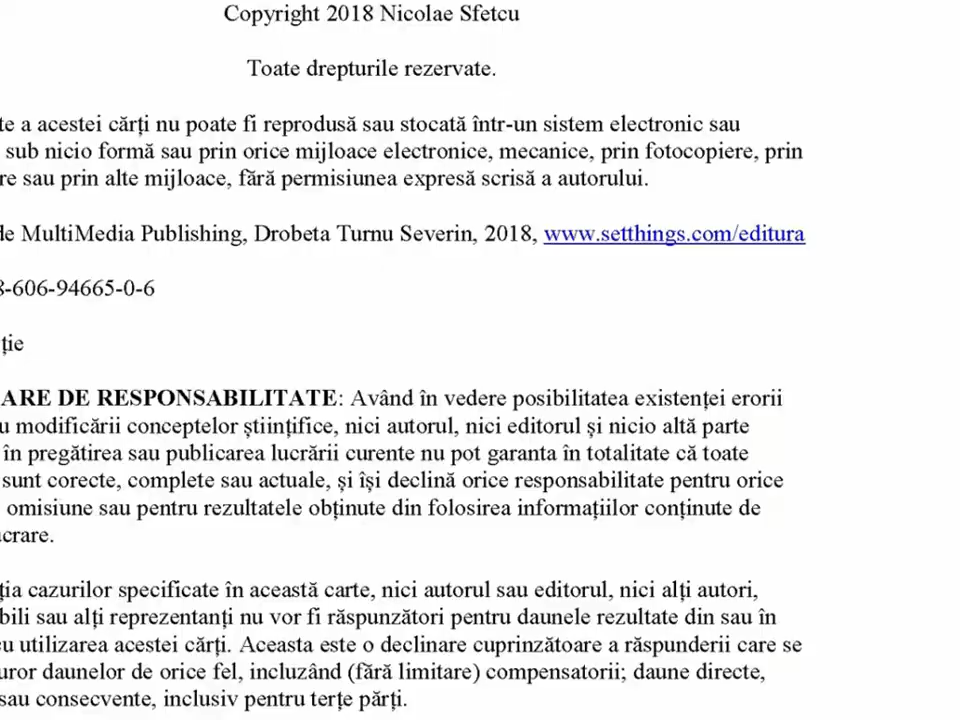 Copyright 2018 Nicolae Sfetcu
Toate drepturile rezervate.
te a acestei cărți nu poate fi reprodusă sau stocată într-un sistem electronic sau
sub nicio formă sau prin orice mijloace electronice, mecanice, prin fotocopiere, prin
re sau prin alte mijloace, fără permisiunea expresă scrisă a autorului.
de MultiMedia Publishing, Drobeta Turnu Severin, 2018, www.setthings.com/editura
8-606-94665-0-6
ție
ARE DE RESPONSABILITATE: Având în vedere posibilitatea existenței erorii
u modificării conceptelor științifice, nici autorul, nici editorul și nicio altă parte
în pregătirea sau publicarea lucrării curente nu pot garanta în totalitate că toate
sunt corecte, complete sau actuale, și își declină orice responsabilitate pentru orice
omisiune sau pentru rezultatele obținute din folosirea informațiilor conținute de
ucrare.
ția cazurilor specificate în această carte, nici autorul sau editorul, nici alți autori,
bili sau alți reprezentanți nu vor fi răspunzători pentru daunele rezultate din sau în
cu utilizarea acestei cărți. Aceasta este o declinare cuprinzătoare a răspunderii care se
uror daunelor de orice fel, incluzând (fără limitare) compensatorii; daune directe,
sau consecvente, inclusiv pentru terțe părți.